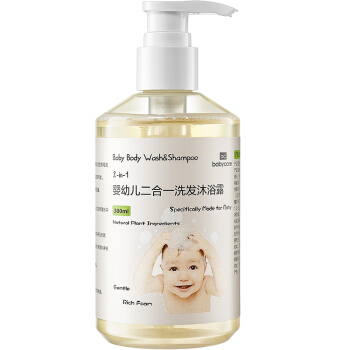 Baby Body Wash&Shampoo
babycare
2-in-1
婴幼儿二合一洗发沐浴露
300ml
Specifically Made for Baby
Natural Plant Ingredients
Gentle
Rich Foam